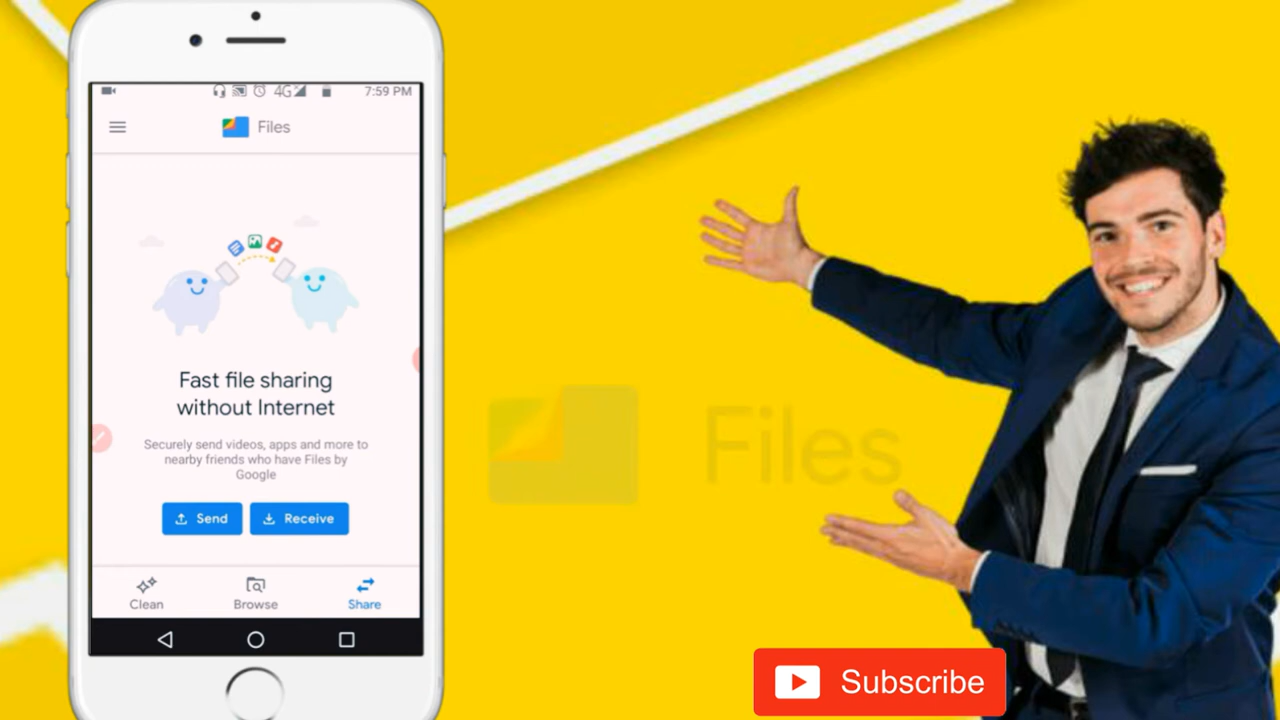 4G 7:59 PM
Files
Fast file sharing
without Internet
Securely send videos, apps and more to
nearby friends who have Files by
Google
Send Receive
Clean Browse Share
Files
Subscribe